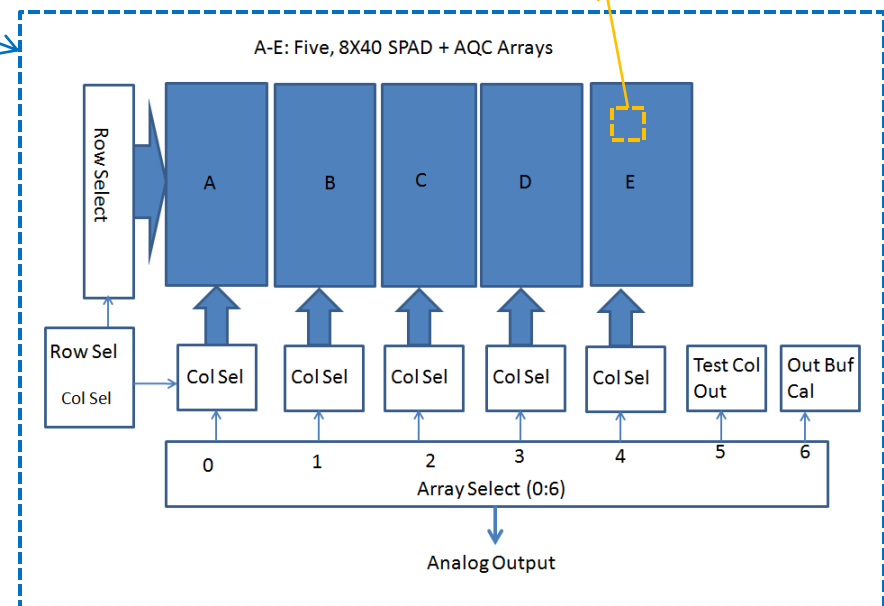 A-E: Five, 8X40 SPAD + AQC Arrays
Row Select
A
B
C
D
E
Row Sel
Col Sel
Col Sel
Col Sel
Col Sel
Col Sel
Col Sel
Test Col
Out
Out Buf
Cal
0
1
2
3
4
5
6
Array Select (0:6)
Analog Output